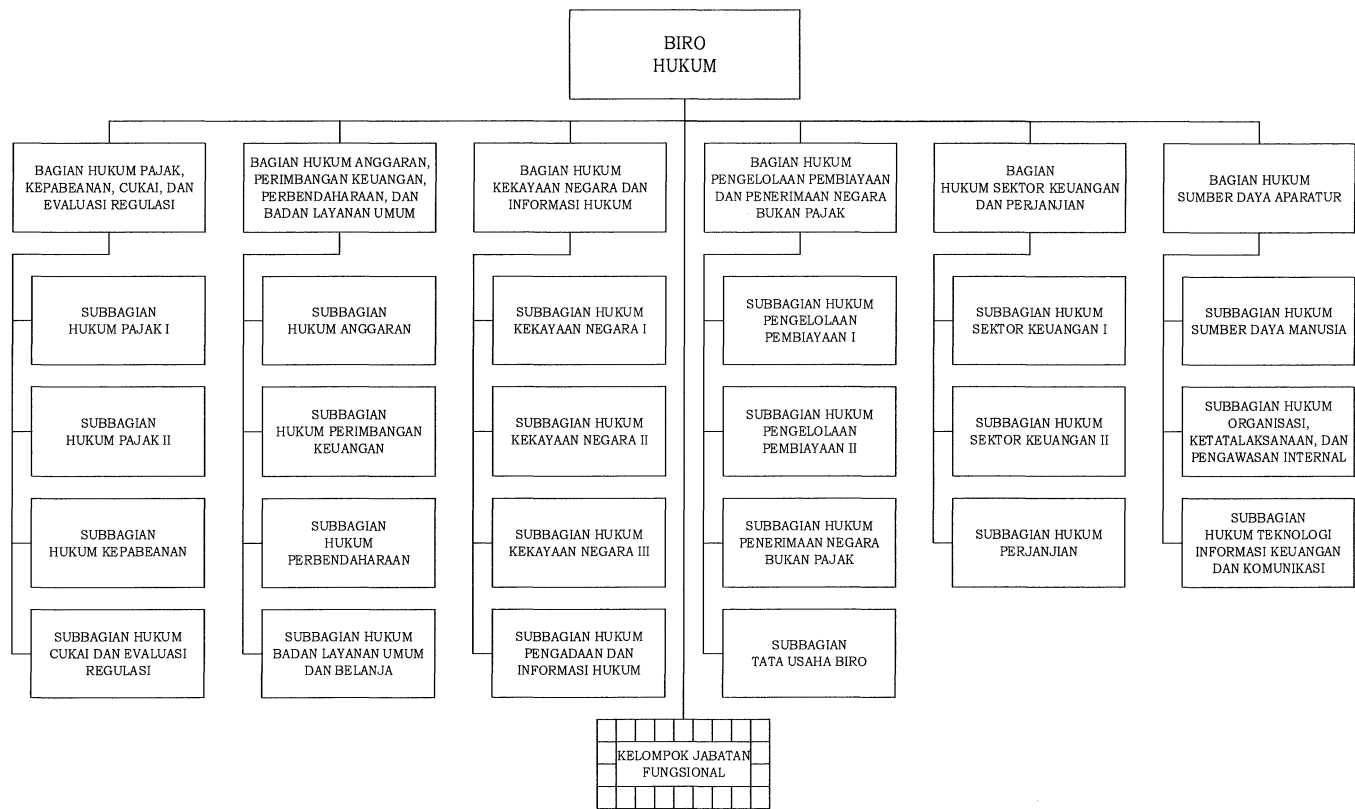 BIRO
HUKUM
BAGIAN HUKUM PAJAK,
KEPABEANAN, CUKAI, DAN
EVALUASI REGULASI
BAGIAN HUKUM ANGGARAN,
PERIMBANGAN KEUANGAN,
PERBENDAHARAAN, DAN
BADAN LAYANAN UMUM
BAGIAN HUKUM
KEKAYAAN NEGARA DAN
INFORMASI HUKUM
BAGIAN HUKUM
PENGELOLAAN PEMBIAYAAN
DAN PENERIMAAN NEGARA
BUKAN PAJAK
BAGIAN
HUKUM SEKTOR KEUANGAN
DAN PERJANJIAN
BAGIAN HUKUM
SUMBER DAYA APARATUR
SUBBAGIAN
HUKUM PAJAK I
SUBBAGIAN
HUKUM ANGGARAN
SUBBAGIAN HUKUM
KEKAYAAN NEGARA I
SUBBAGIAN HUKUM
PENGELOLAAN
PEMBIAYAAN I
SUBBAGIAN HUKUM
SEKTOR KEUANGAN I
SUBBAGIAN HUKUM
SUMBER DAYA MANUSIA
SUBBAGIAN
HUKUM PAJAK II
SUBBAGIAN
HUKUM PERIMBANGAN
KEUANGAN
SUBBAGIAN HUKUM
KEKAYAAN NEGARA II
SUBBAGIAN HUKUM
PENGELOLAAN
PEMBIAYAAN II
SUBBAGIAN HUKUM
SEKTOR KEUANGAN II
SUBBAGIAN HUKUM
ORGANISASI,
KETATALAKSANAAN, DAN
PENGAWASAN INTERNAL
SUBBAGIAN
HUKUM KEPABEANAN
SUBBAGIAN
HUKUM
PERBENDAHARAAN
SUBBAGIAN HUKUM
KEKAYAAN NEGARA III
SUBBAGIAN HUKUM
PENERIMAAN NEGARA
BUKAN PAJAK
SUBBAGIAN HUKUM
PERJANJIAN
SUBBAGIAN
HUKUM TEKNOLOGI
INFORMASI KEUANGAN
DAN KOMUNIKASI
SUBBAGIAN HUKUM
CUKAI DAN EVALUASI
REGULASI
SUBBAGIAN HUKUM
BADAN LAYANAN UMUM
DAN BELANJA
SUBBAGIAN HUKUM
PENGADAAN DAN
INFORMASI HUKUM
SUBBAGIAN
TATA USAHA BIRO
KELOMPOK JABATAN
FUNGSIONAL